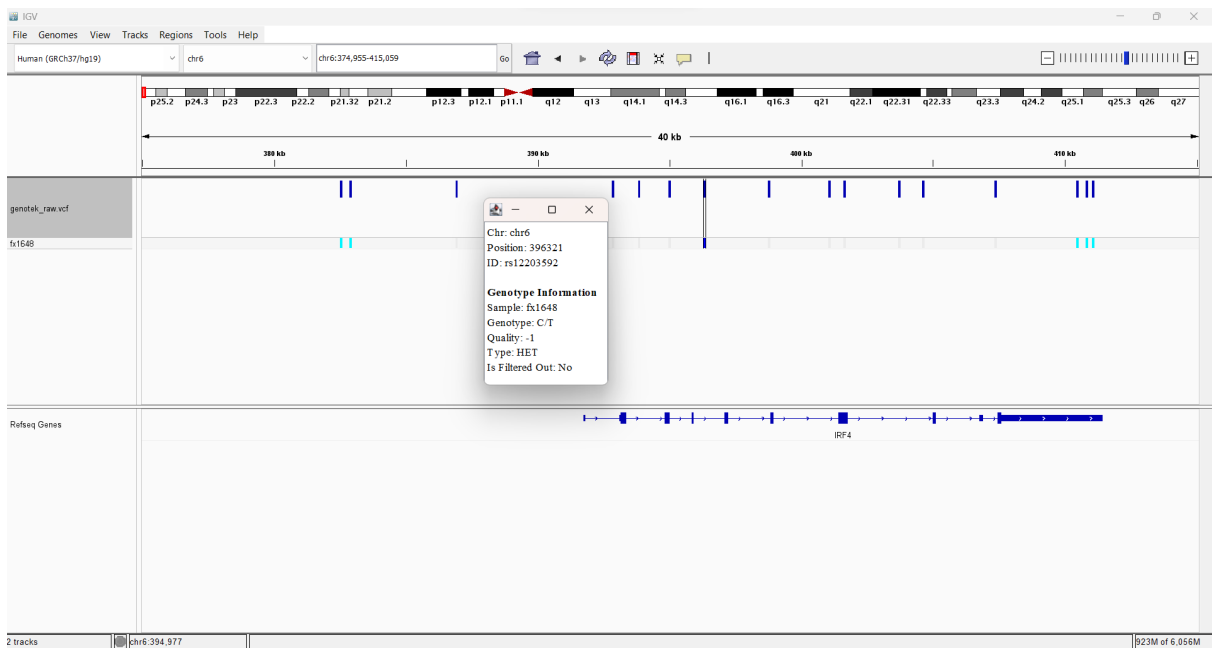 IGV
File Genomes View Tracks Regions Tools Help
Human (GRCh37/hg19) chr6 chr6:374,955-415,059 Go
p25.2 p24.3 p23 p22.3 p22.2 p21.32 p21.2 p12.3 p12.1 p11.1 q12 q13 q14.1 q14.3 q16.1 q16.3 q21 q22.1 q22.31 q22.33 q23.3 q24.2 q25.1 q25.3 q26 q27
40 kb
380 kb 390 kb 400 kb 410 kb
genotek_raw.vcf
fx1648
Chr: chr6
Position: 396321
ID: rs12203592
Genotype Information
Sample: fx1648
Genotype: C/T
Quality: -1
Type: HET
Is Filtered Out: No
Refseq Genes
IRF4
2 tracks chr6:394,977 923M of 6,056M